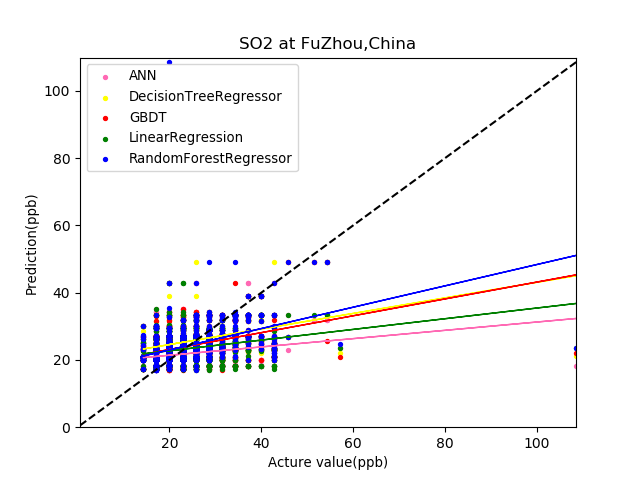 SO2 at FuZhou,China
ANN
DecisionTreeRegressor
GBDT
LinearRegression
RandomForestRegressor
Prediction(ppb)
100
80
60
40
20
0
20 40 60 80 100
Acture value(ppb)